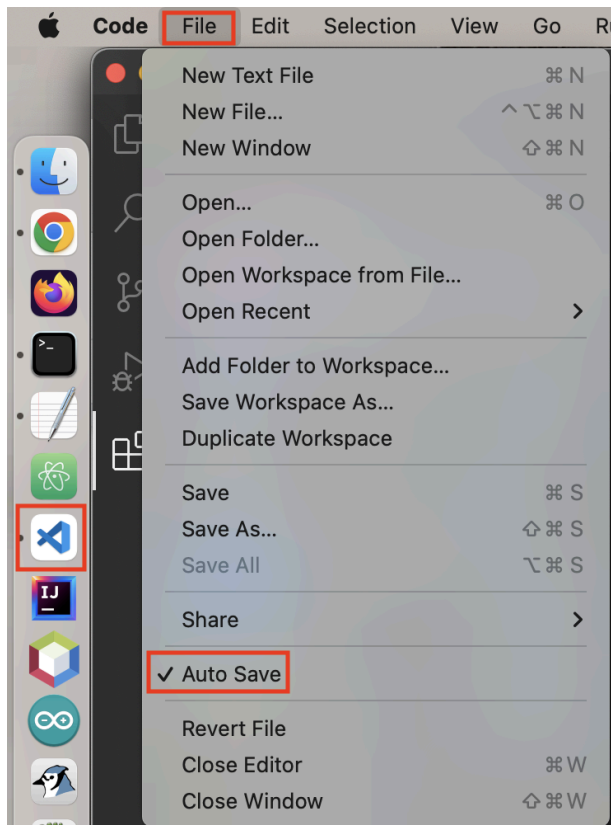 Code File Edit Selection View Go
New Text File ⌘ N
New File... ^⌥⌘ N
New Window ⇧⌘ N
Open... ⌘ O
Open Folder...
Open Workspace from File...
Open Recent >
Add Folder to Workspace...
Save Workspace As...
Duplicate Workspace
Save ⌘ S
Save As... ⇧⌘ S
Save All ⌥⌘ S
Share >
✓ Auto Save
Revert File
Close Editor ⌘W
Close Window ⇧⌘W
>_
IJ